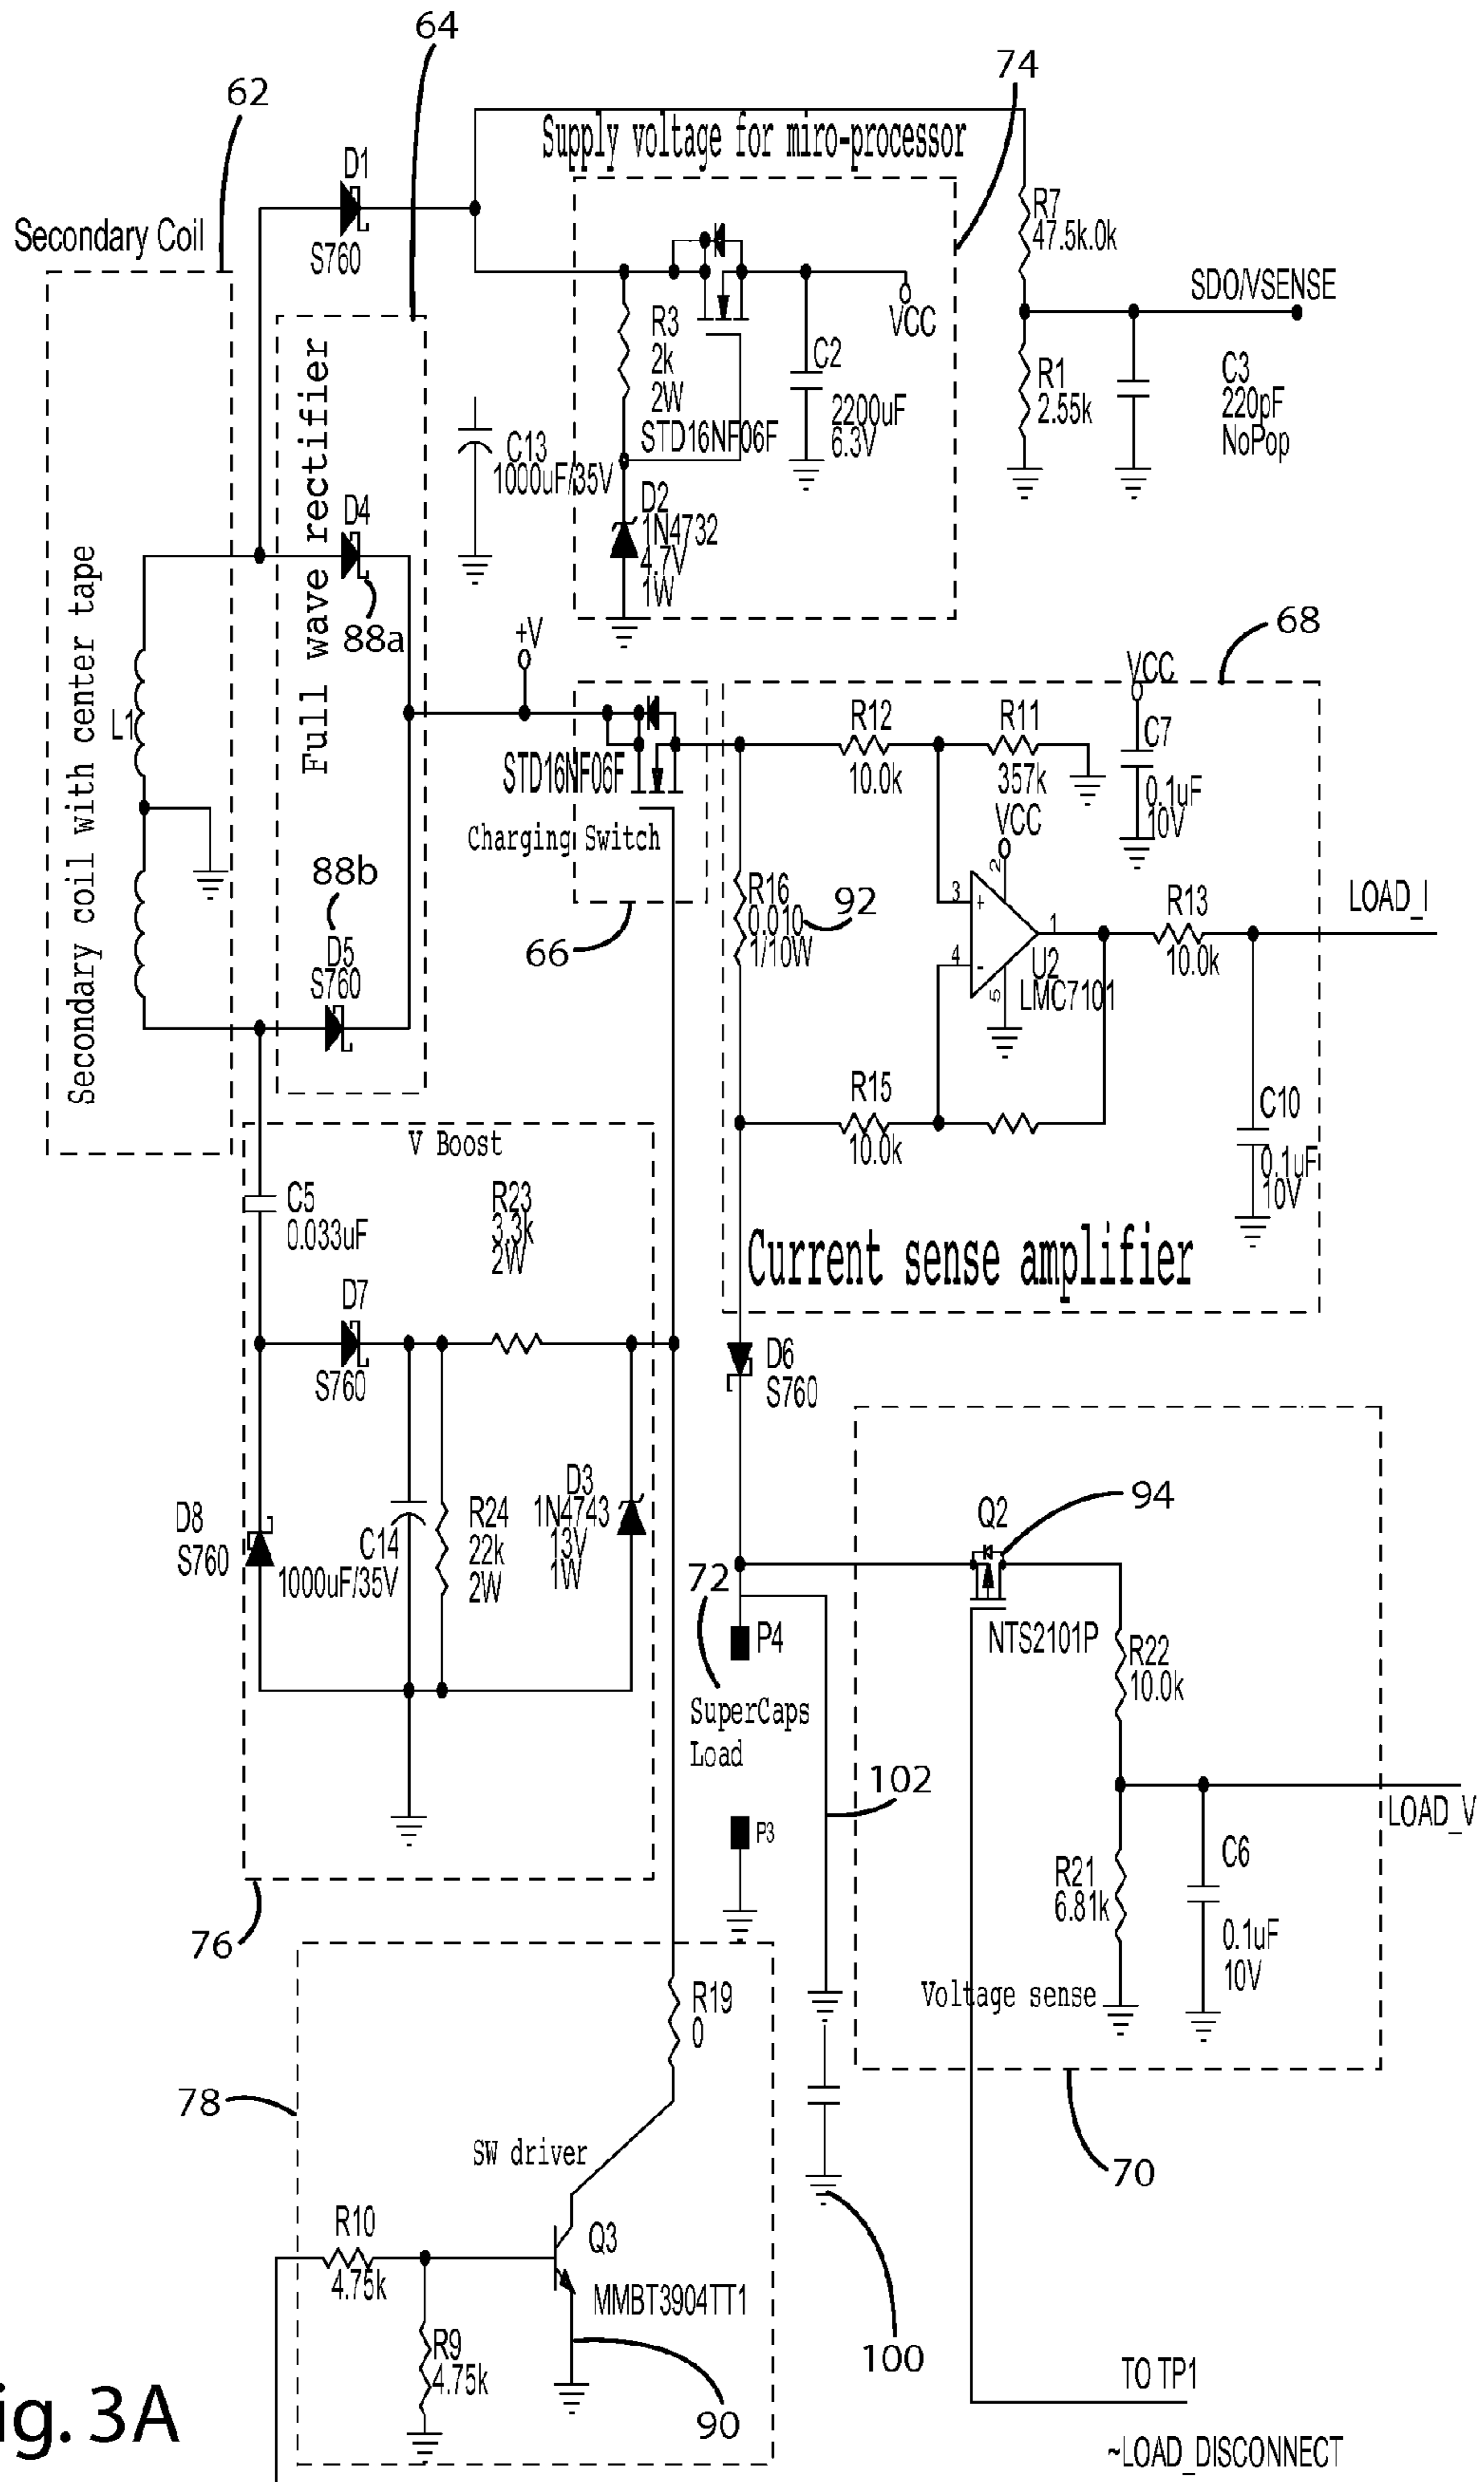 64
62
74
Supply voltage for miro-processor
D1
S760
Secondary Coil
R7
47.5k.0k
SDO/VSENSE
VCC
R3
2k
2W
STD16NF06F
C2
2200uF
6.3V
R1
2.55k
C3
220pF
NoPop
C13
1000uF/35V
D2
1N4732
4.7V
1W
Full wave rectifier
D4
88a
Secondary coil with center tape
L1
+V
68
VCC
STD16NF06F
Charging Switch
R12
10.0k
R11
357k
C7
0.1uF
10V
VCC
2
88b
D5
S760
66
R16
0.010
1/10W
92
3
+
4
-
5
1
U2
LMC7101
R13
10.0k
LOAD_I
R15
10.0k
C10
0.1uF
10V
Current sense amplifier
V Boost
C5
0.033uF
R23
3.3k
2W
D7
S760
D6
S760
D8
S760
C14
1000uF/35V
R24
22k
2W
D3
1N4743
13V
1W
Q2
94
NTS2101P
72
P4
SuperCaps
Load
R22
10.0k
102
LOAD_V
P3
R21
6.81k
C6
0.1uF
10V
Voltage sense
76
R19
0
78
SW driver
70
R10
4.75k
Q3
MMBT3904TT1
R9
4.75k
100
90
TO TP1
~LOAD_DISCONNECT
ig. 3A